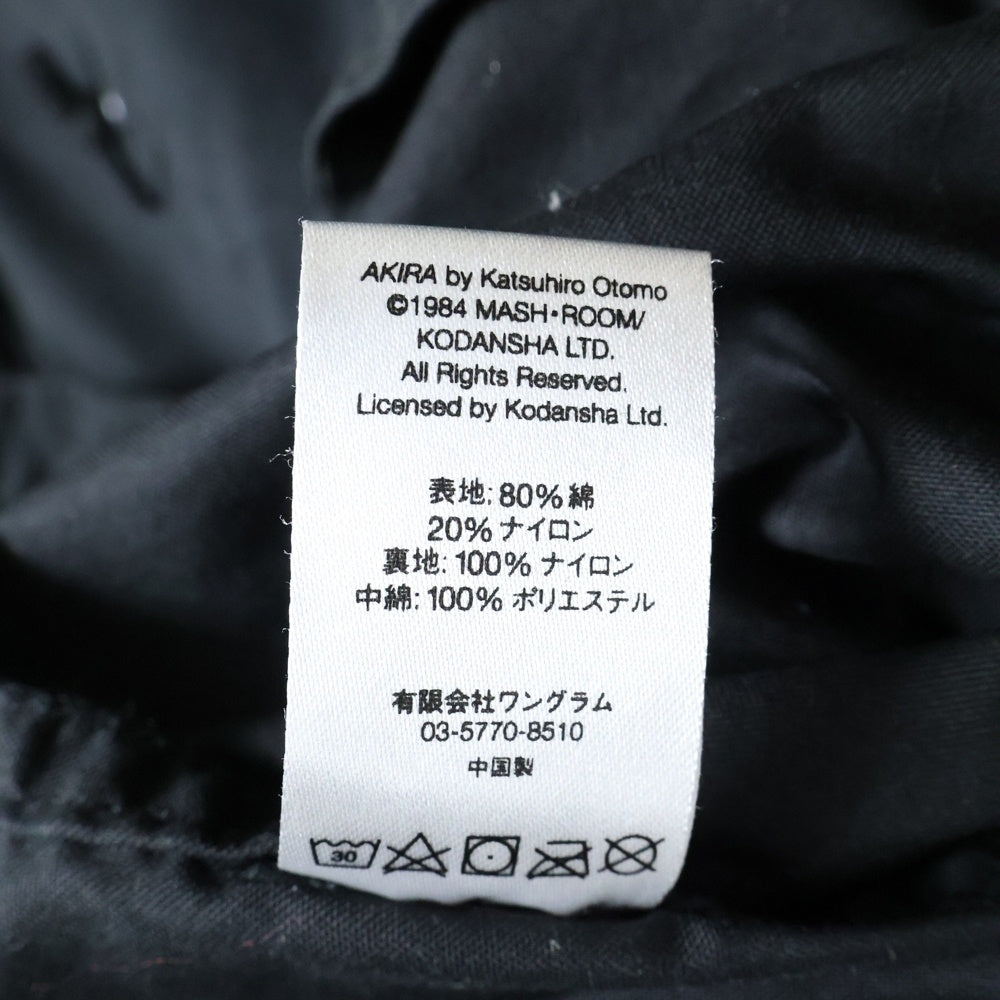 AKIRA by Katsuhiro Otomo
©1984 MASH・ROOM/
KODANSHA LTD.
All Rights Reserved.
Licensed by Kodansha Ltd.
表地: 80% 綿
20% ナイロン
裏地: 100% ナイロン
中綿: 100% ポリエステル
有限会社ワングラム
03-5770-8510
中国製
30